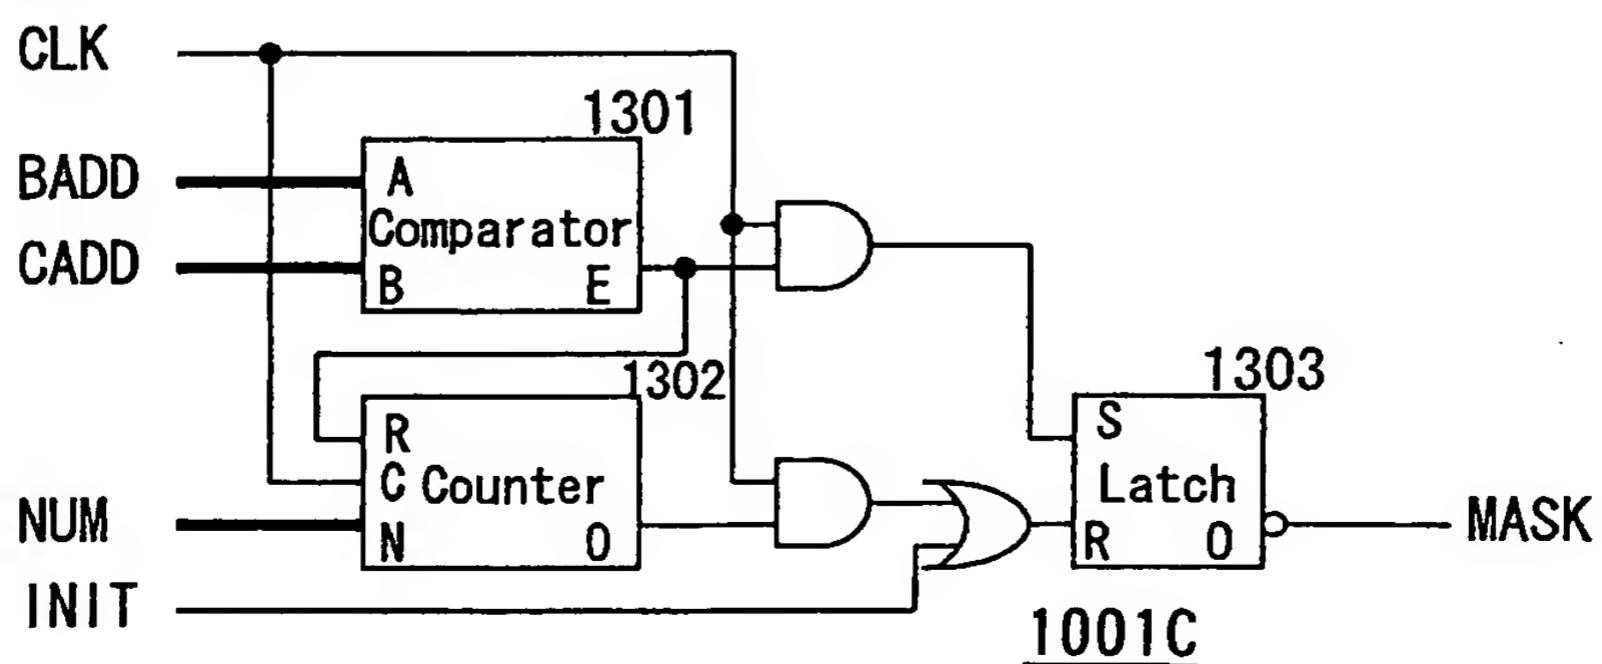 CLK
1301
BADD
A
Comparator
CADD
B
E
1302
1303
R
S
C
Counter
Latch
NUM
N
O
R
O
MASK
INIT
1001C